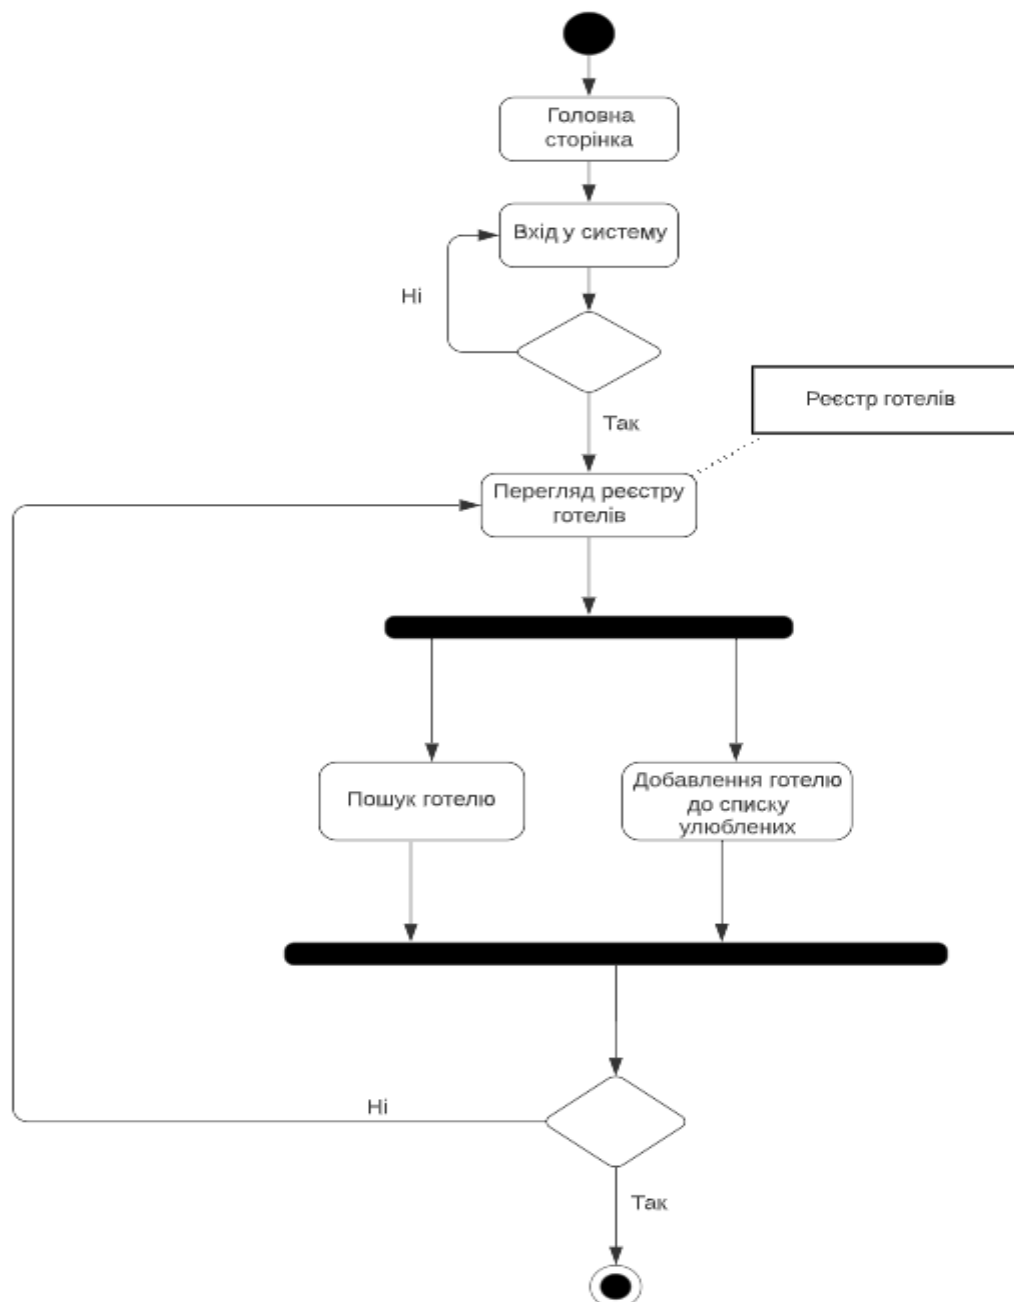 Головна
сторінка
Вхід у систему
Ні
Так
Реєстр готелів
Перегляд реєстру
готелів
Пошук готелю
Добавлення готелю
до списку
улюблених
Ні
Так